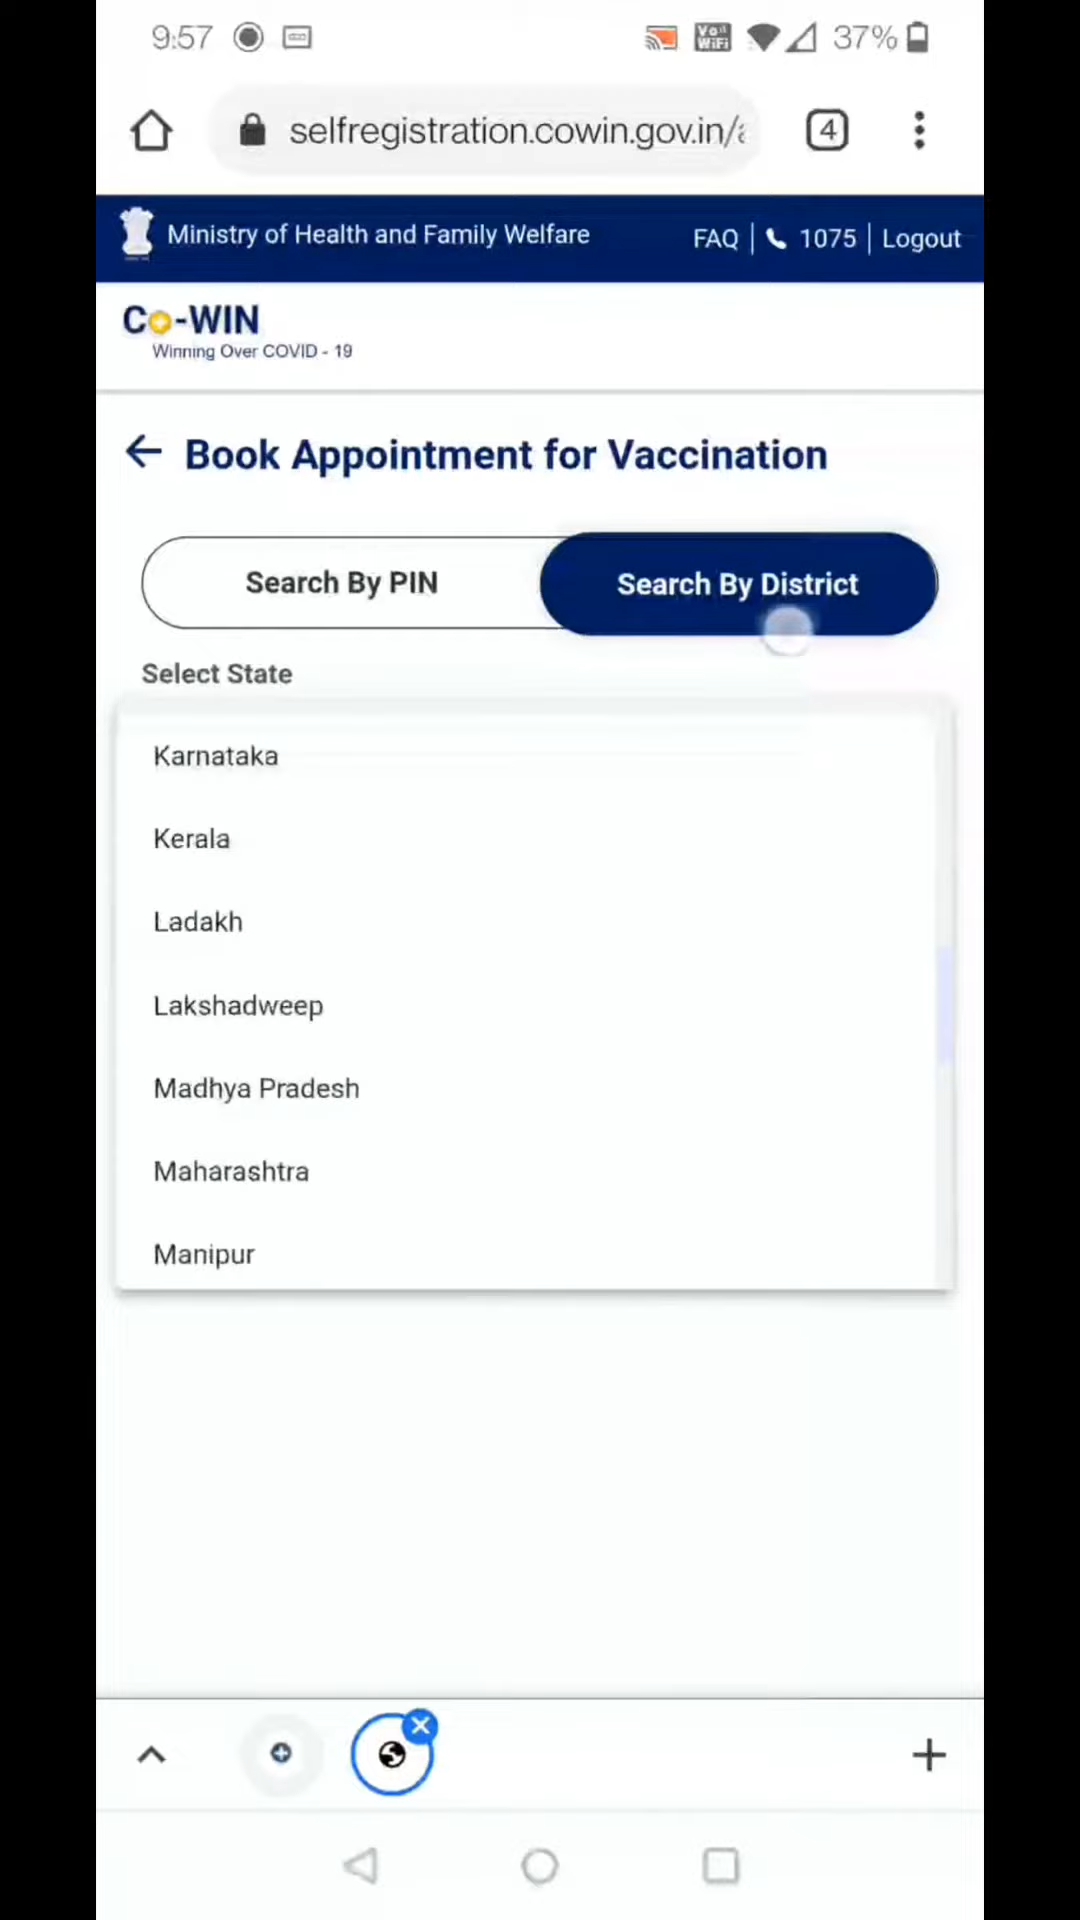 9:57
Vo
WiFi
37%
selfregistration.cowin.gov.in/
4
Ministry of Health and Family Welfare
FAQ | 1075 | Logout
Co-WIN
Winning Over COVID - 19
Book Appointment for Vaccination
Search By PIN
Search By District
Select State
Karnataka
Kerala
Ladakh
Lakshadweep
Madhya Pradesh
Maharashtra
Manipur